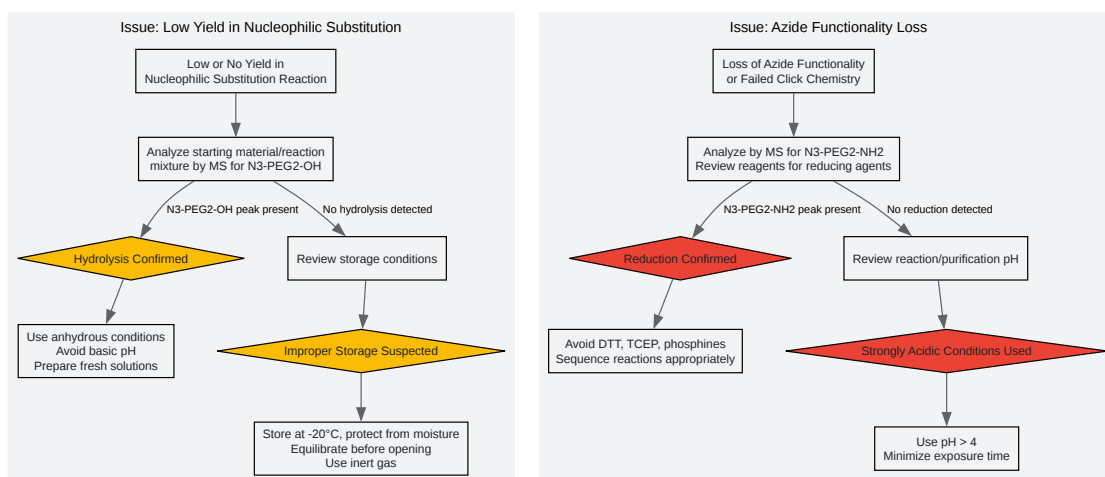 Issue: Low Yield in Nucleophilic Substitution
Low or No Yield in
Nucleophilic Substitution Reaction
Analyze starting material/reaction
mixture by MS for N3-PEG2-OH
N3-PEG2-OH peak present
No hydrolysis detected
Hydrolysis Confirmed
Review storage conditions
Use anhydrous conditions
Avoid basic pH
Prepare fresh solutions
Improper Storage Suspected
Store at -20°C, protect from moisture
Equilibrate before opening
Use inert gas
Issue: Azide Functionality Loss
Loss of Azide Functionality
or Failed Click Chemistry
Analyze by MS for N3-PEG2-NH2
Review reagents for reducing agents
N3-PEG2-NH2 peak present
No reduction detected
Reduction Confirmed
Review reaction/purification pH
Avoid DTT, TCEP, phosphines
Sequence reactions appropriately
Strongly Acidic Conditions Used
Use pH > 4
Minimize exposure time